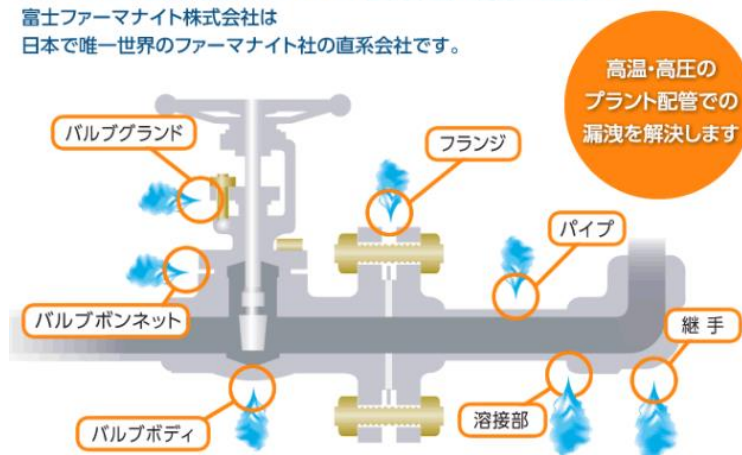 富士ファーマナイト株式会社は
日本で唯一世界のファーマナイト社の直系会社です。
高温・高圧の
プラント配管での
漏洩を解決します
バルブグランド
フランジ
パイプ
バルブボンネット
継手
バルブボディ
溶接部